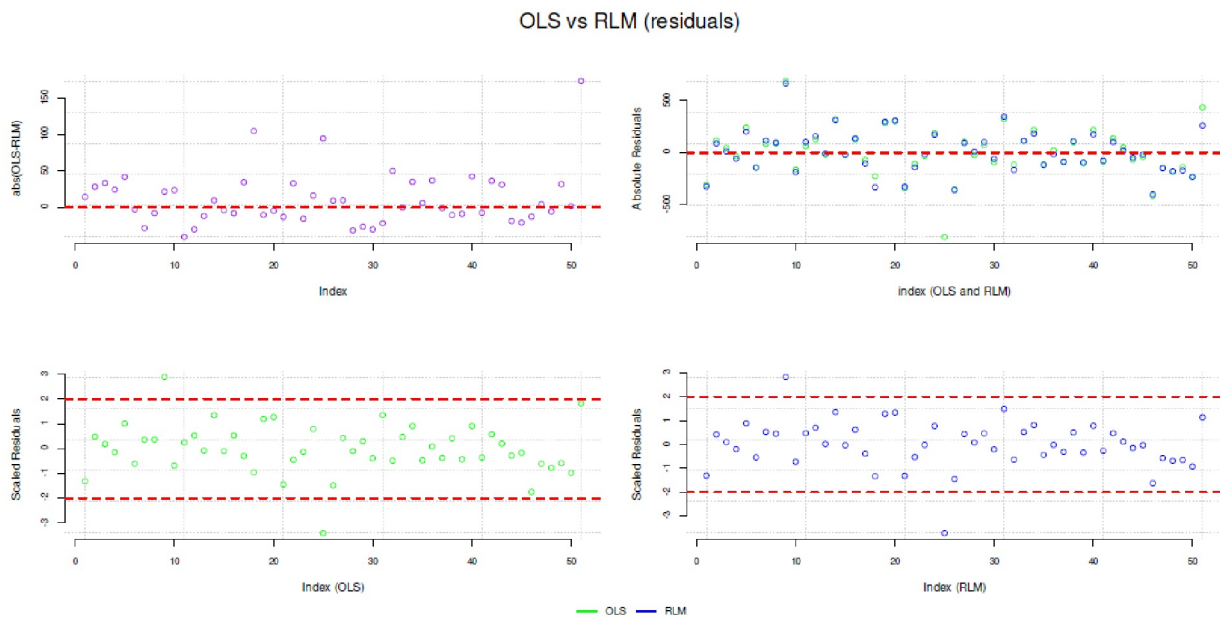 OLS vs RLM (residuals)
abs(OLS-RLM)
150
100
50
0
0 10 20 30 40 50
Index
Absolute Residuals
500
0
-500
0 10 20 30 40 50
index (OLS and RLM)
Scaled Residuals
3
2
1
0
-1
-2
-3
0 10 20 30 40 50
Index (OLS)
Scaled Residuals
3
2
1
0
-1
-2
-3
0 10 20 30 40 50
Index (RLM)
OLS RLM